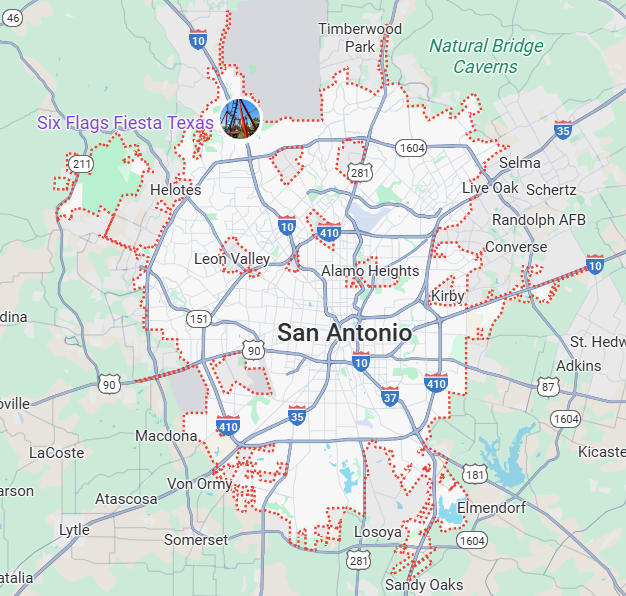 46
10
Timberwood
Park
Natural Bridge
Caverns
Six Flags Fiesta Texas
35
1604
211
281
Selma
Helotes
Live Oak
Schertz
Randolph AFB
10
410
Converse
Leon Valley
Alamo Heights
10
Kirby
dina
151
San Antonio
St. Hedw
90
10
Adkins
90
410
87
37
oville
35
1604
410
Macdona
LaCoste
Kicaste
181
Von Ormy
arson
Atascosa
Elmendorf
Lytle
Somerset
Losoya
1604
281
atalia
Sandy Oaks